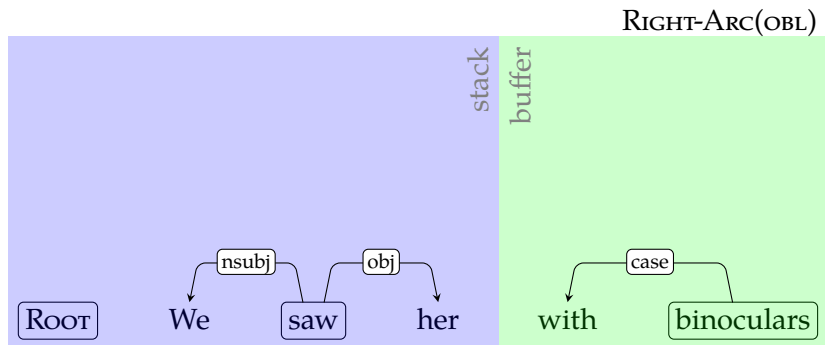 RIGHT-ARC(OBL)
stack
buffer
nsubj obj case
ROOT We saw her with binoculars